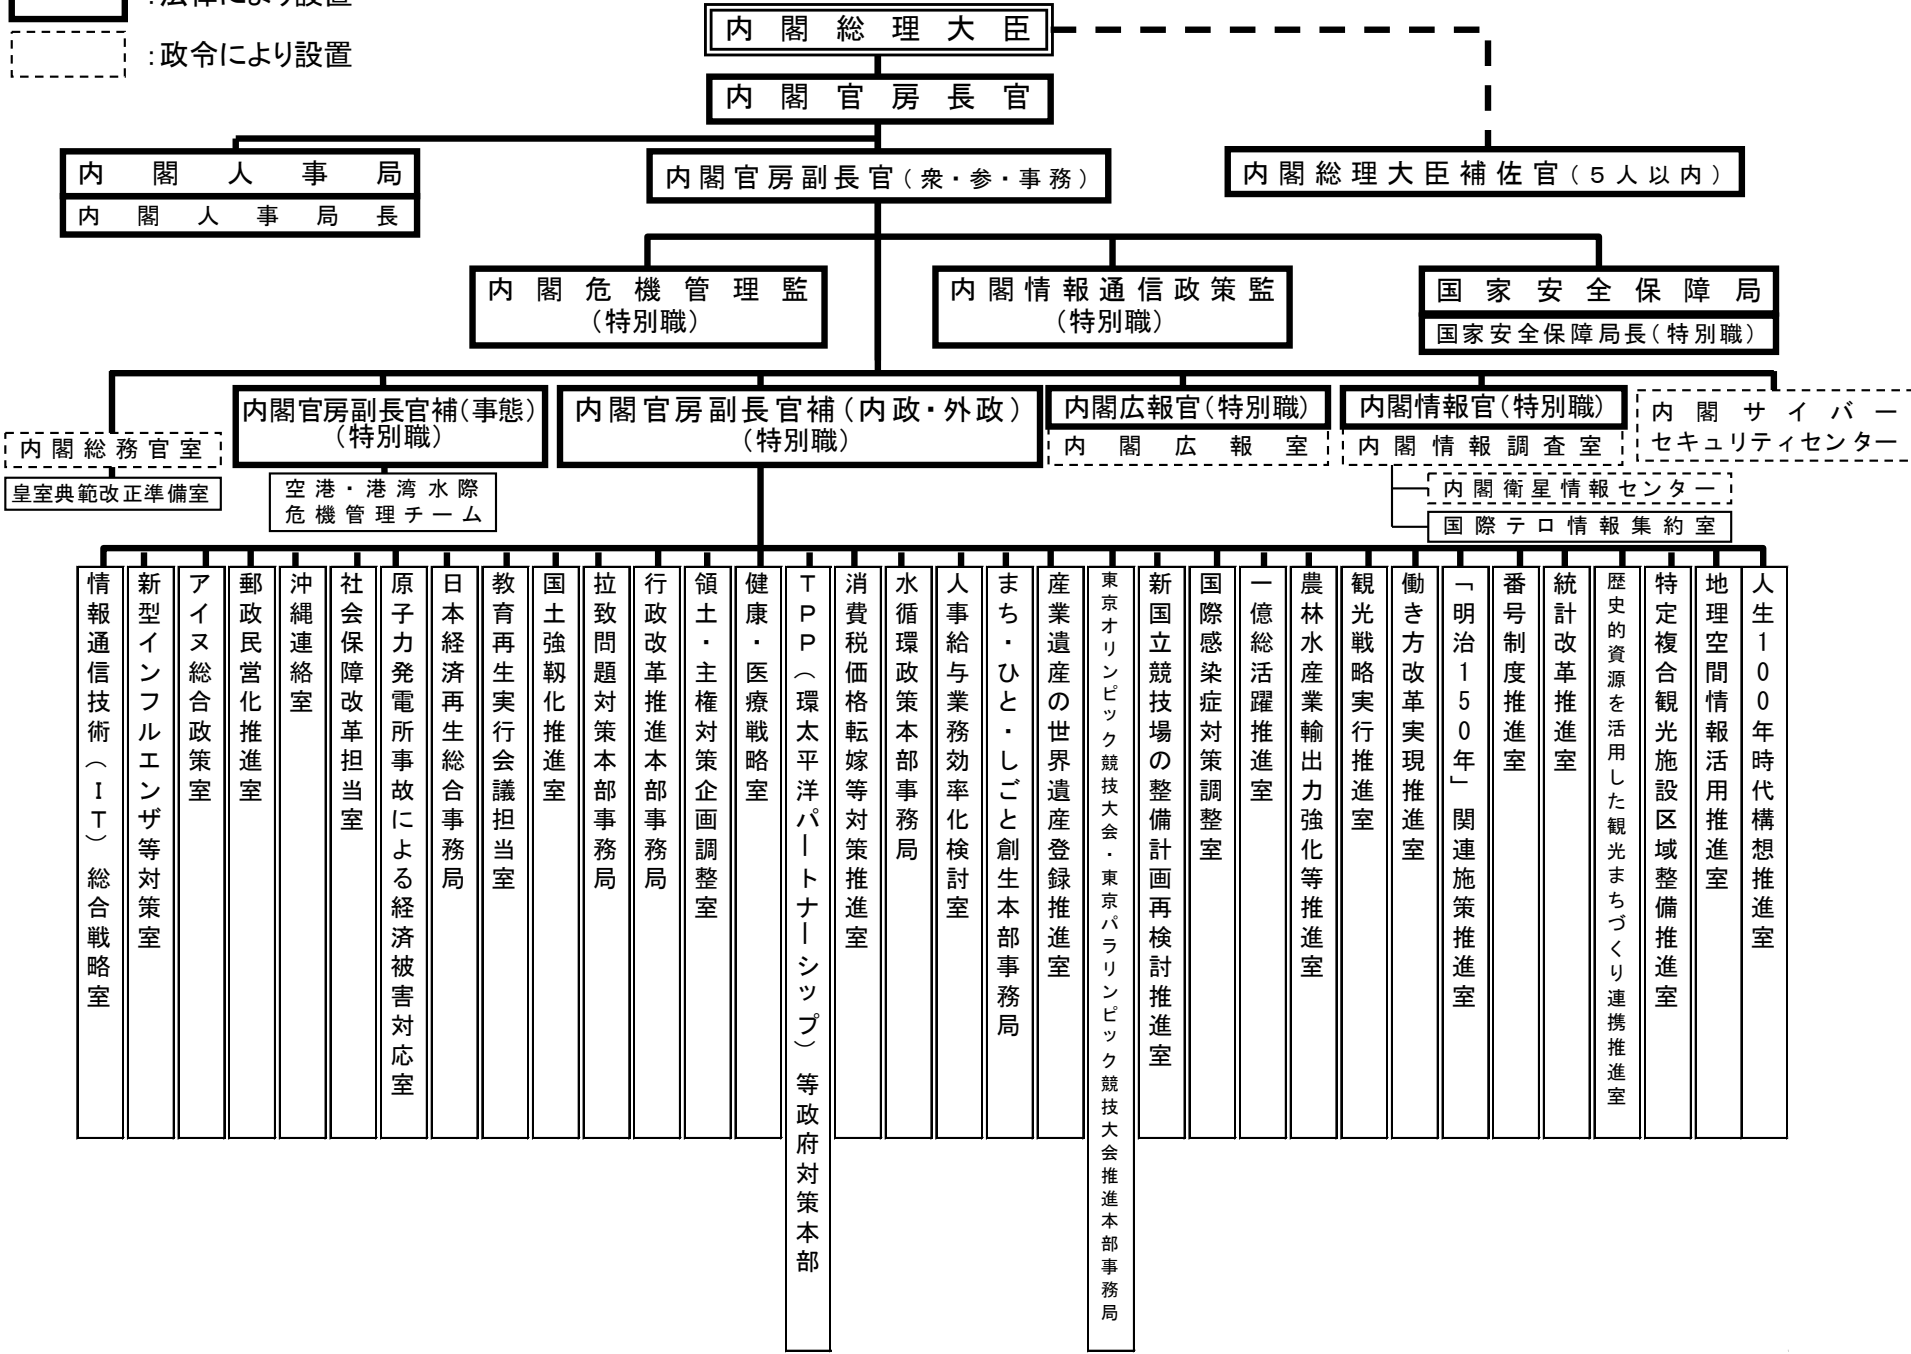 ：法律により設置
：政令により設置
内閣総理大臣
内閣官房長官
内閣人事局
内閣人事局長
内閣官房副長官（衆・参・事務）
内閣総理大臣補佐官（５人以内）
内閣危機管理監
（特別職）
内閣情報通信政策監
（特別職）
国家安全保障局
国家安全保障局長（特別職）
内閣総務官室
皇室典範改正準備室
内閣官房副長官補（事態）
（特別職）
空港・港湾水際
危機管理チーム
内閣官房副長官補（内政・外政）
（特別職）
内閣広報官（特別職）
内閣広報室
内閣情報官（特別職）
内閣情報調査室
内閣衛星情報センター
国際テロ情報集約室
内閣サイバー
セキュリティセンター
情報通信技術（ＩＴ）総合戦略室
新型インフルエンザ等対策室
アイヌ総合政策室
郵政民営化推進室
沖縄連絡室
社会保障改革担当室
原子力発電所事故による経済被害対応室
日本経済再生総合事務局
教育再生実行会議担当室
国土強靱化推進室
拉致問題対策本部事務局
行政改革推進本部事務局
領土・主権対策企画調整室
健康・医療戦略室
ＴＰＰ（環太平洋パートナーシップ）等政府対策本部
消費税価格転嫁等対策推進室
水循環政策本部事務局
人事給与業務効率化検討室
まち・ひと・しごと創生本部事務局
産業遺産の世界遺産登録推進室
東京オリンピック競技大会・東京パラリンピック競技大会推進本部事務局
新国立競技場の整備計画再検討推進室
国際感染症対策調整室
一億総活躍推進室
農林水産業輸出力強化等推進室
観光戦略実行推進室
働き方改革実現推進室
「明治１５０年」関連施策推進室
番号制度推進室
統計改革推進室
歴史的資源を活用した観光まちづくり連携推進室
特定複合観光施設区域整備推進室
地理空間情報活用推進室
人生１００年時代構想推進室